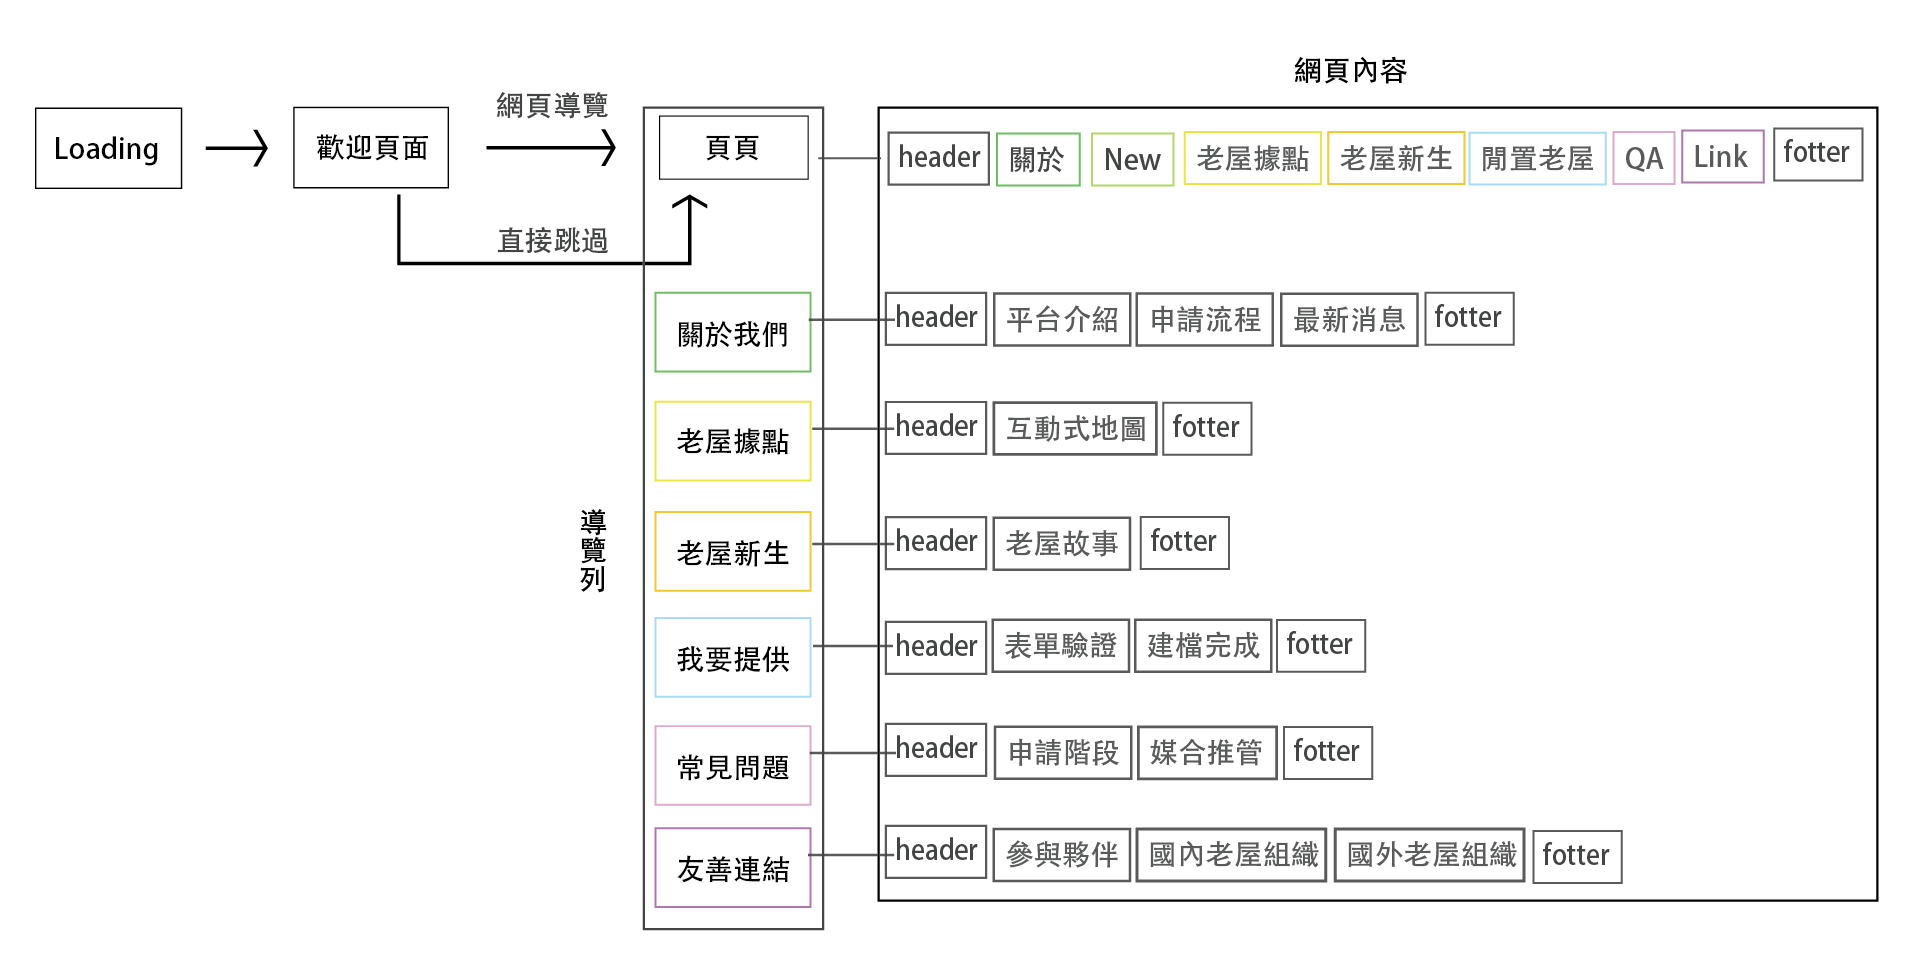 網頁內容
Loading
歡迎頁面
網頁導覽
直接跳過
導覽列
頁頁
header 關於 New 老屋據點 老屋新生 閒置老屋 QA Link fotter
關於我們
header 平台介紹 申請流程 最新消息 fotter
老屋據點
header 互動式地圖 fotter
老屋新生
header 老屋故事 fotter
我要提供
header 表單驗證 建檔完成 fotter
常見問題
header 申請階段 媒合推管 fotter
友善連結
header 參與夥伴 國內老屋組織 國外老屋組織 fotter